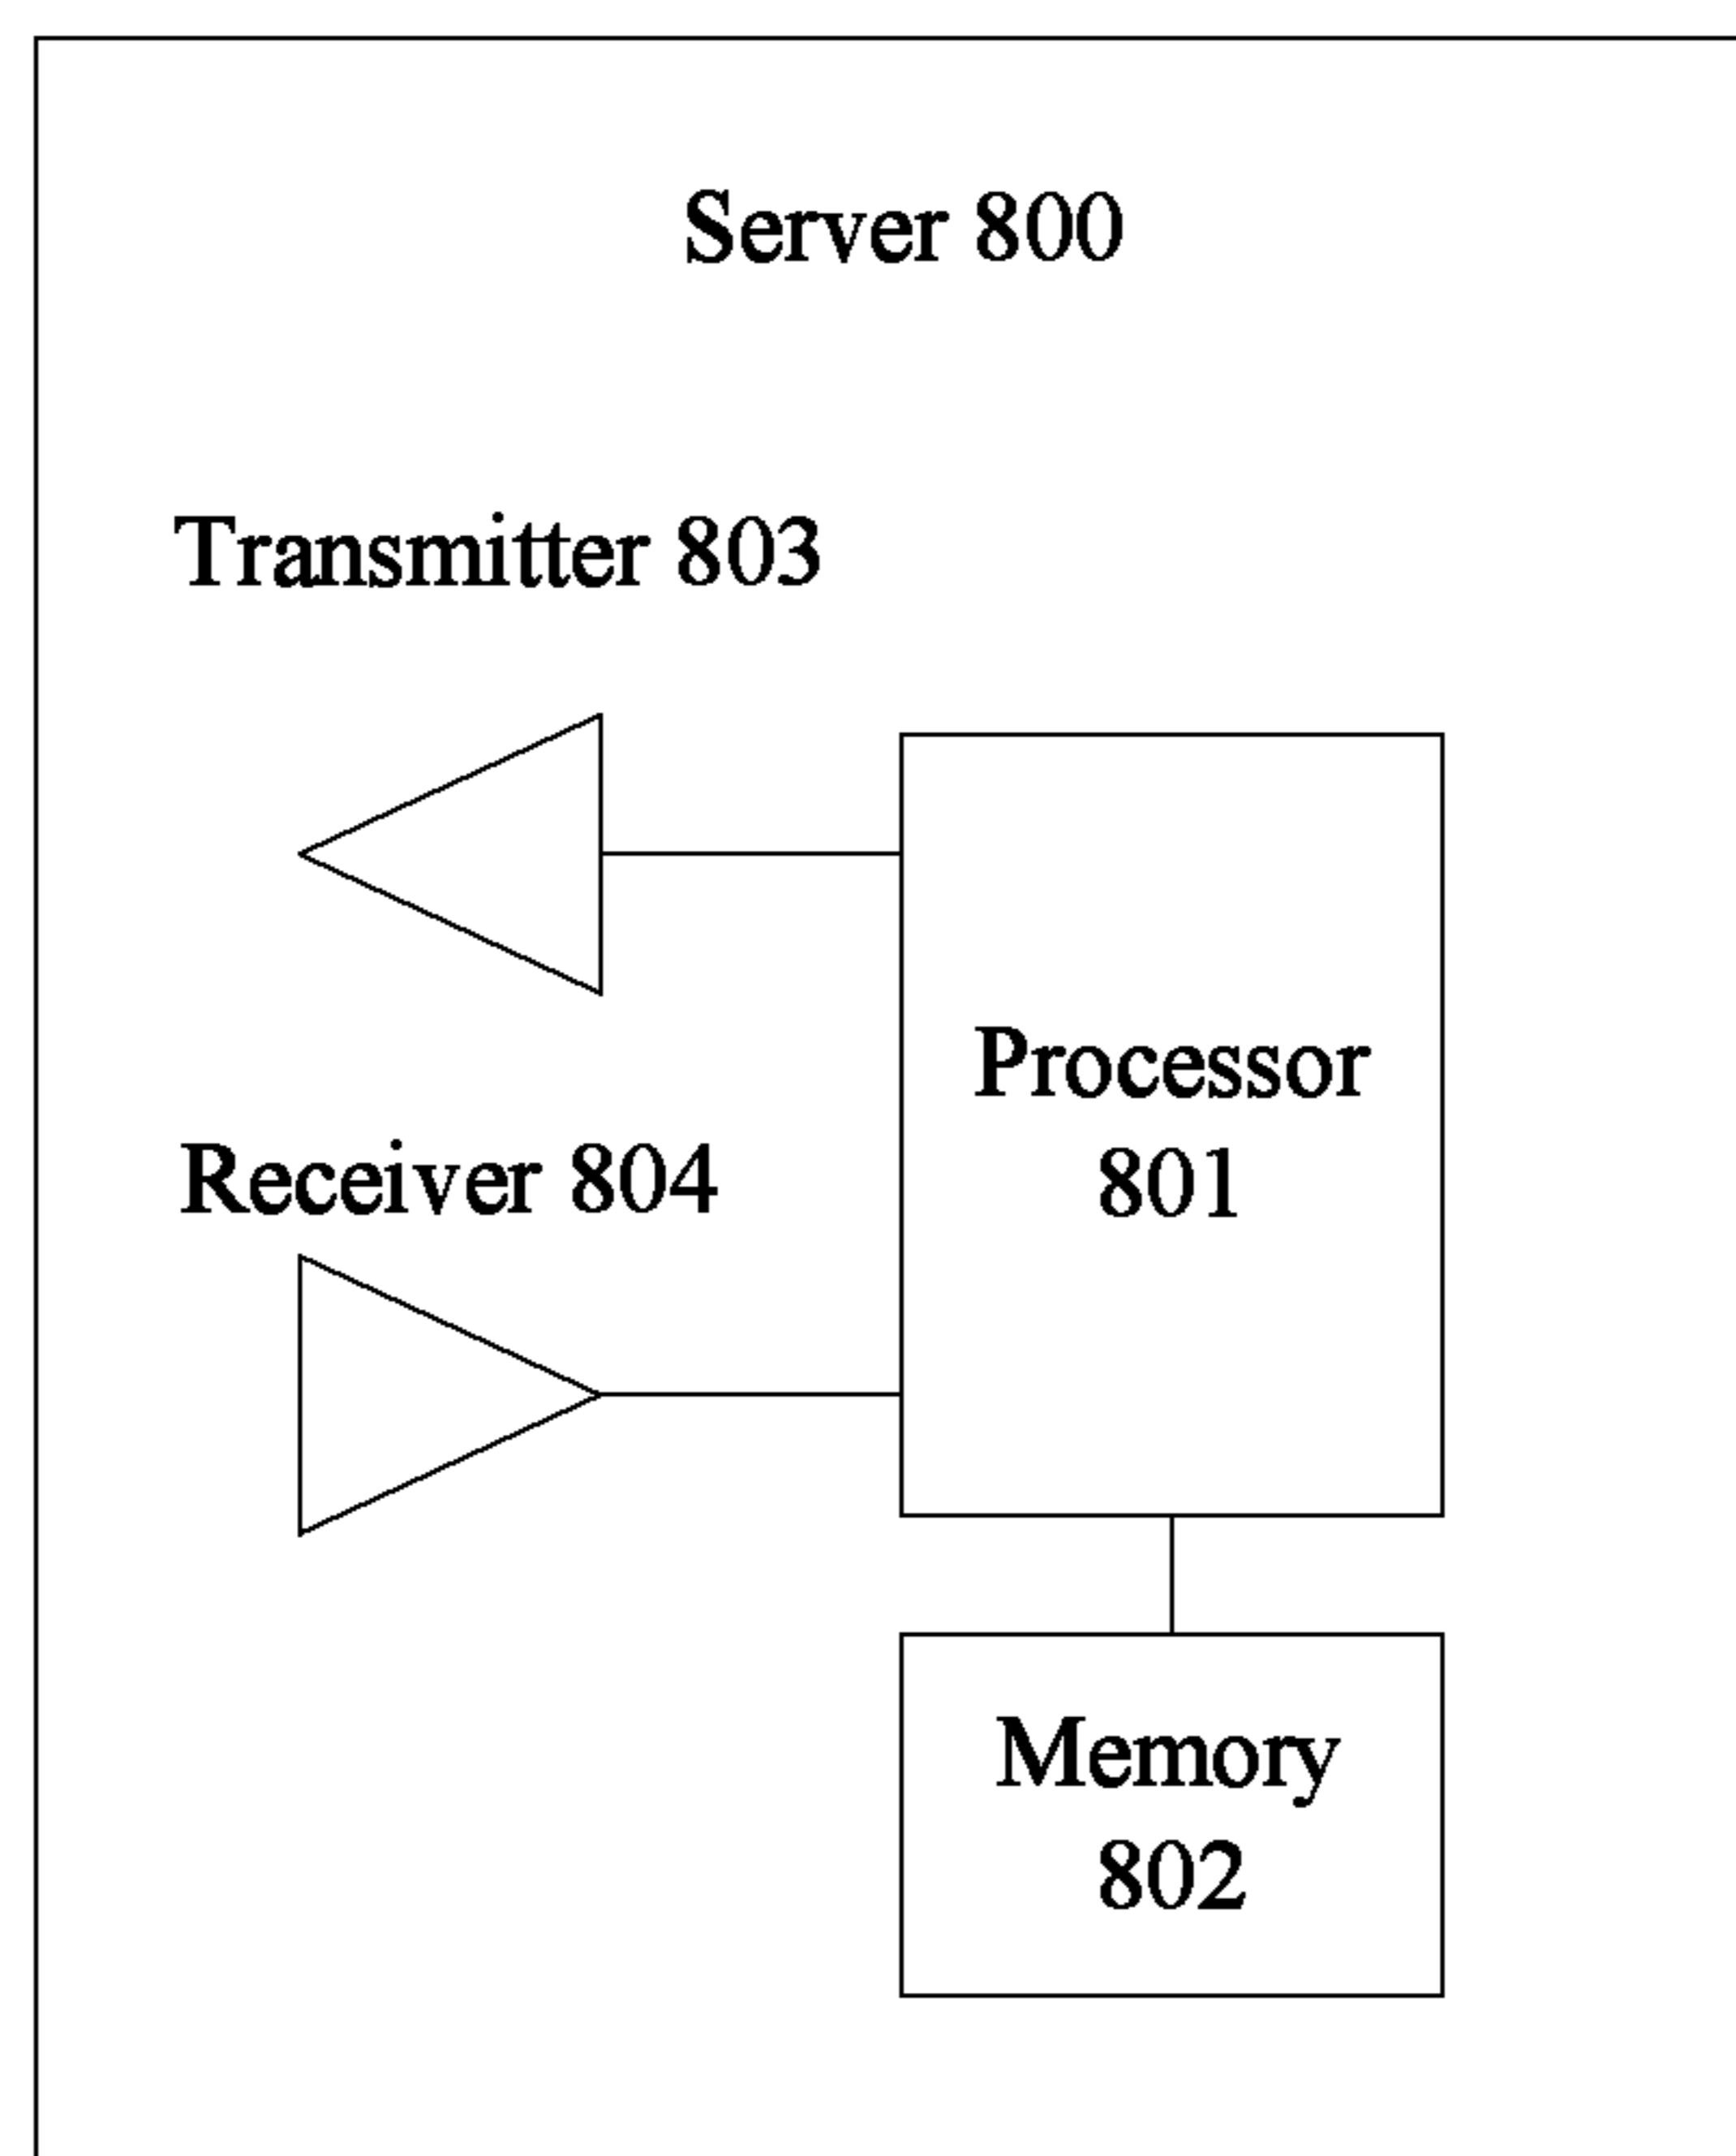 Server 800
Transmitter 803
Processor
801
Receiver 804
Memory
802